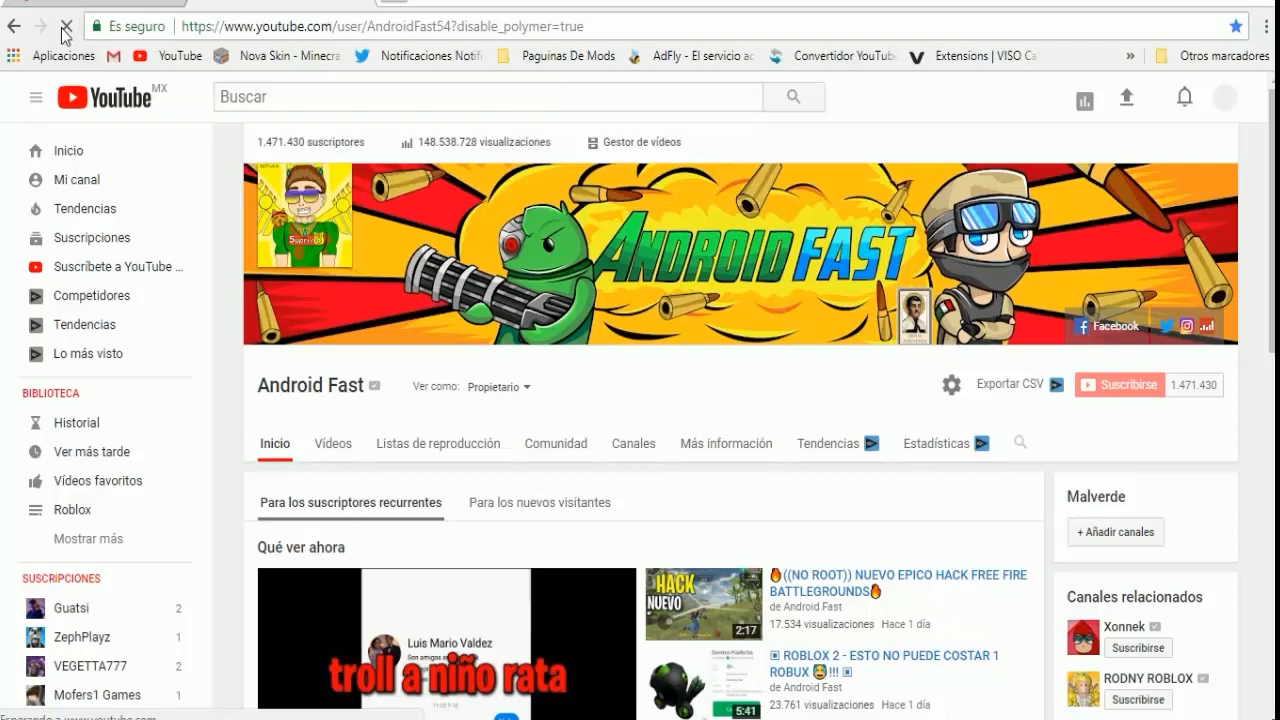 Es seguro https://www.youtube.com/user/AndroidFast54?disable_polymer=true
Aplicaciones YouTube Nova Skin - Minecra Notificaciones Notifi Paguinas De Mods AdFly - El servicio ac Convertidor YouTube Extensions | VISO Ca » Otros marcadores
YouTube MX
Buscar
1.471.430 suscriptores 148.538.728 visualizaciones Gestor de vídeos
Inicio
Mi canal
Tendencias
Suscripciones
Suscríbete a YouTube ...
Competidores
Tendencias
Lo más visto
BIBLIOTECA
Historial
Ver más tarde
Vídeos favoritos
Roblox
Mostrar más
SUSCRIPCIONES
Guatsi 2
ZephPlayz 1
VEGETTA777 2
Mofers1 Games 1
Esperando a www.youtube.com
ANDROID FAST
Facebook
Android Fast Ver como: Propietario
Exportar CSV Suscribirse 1.471.430
Inicio Vídeos Listas de reproducción Comunidad Canales Más información Tendencias Estadísticas
Para los suscriptores recurrentes Para los nuevos visitantes
Qué ver ahora
Luis Mario Valdez
troll a niño rata
HACK
NUEVO
2:17
🔥((NO ROOT)) NUEVO EPICO HACK FREE FIRE
BATTLEGROUNDS🔥
de Android Fast
17.534 visualizaciones Hace 1 día
5:41
ROBLOX 2 - ESTO NO PUEDE COSTAR 1
ROBUX !!!
de Android Fast
23.761 visualizaciones Hace 1 día
Malverde
+ Añadir canales
Canales relacionados
Xonnek
Suscribirse
RODNY ROBLOX
Suscribirse